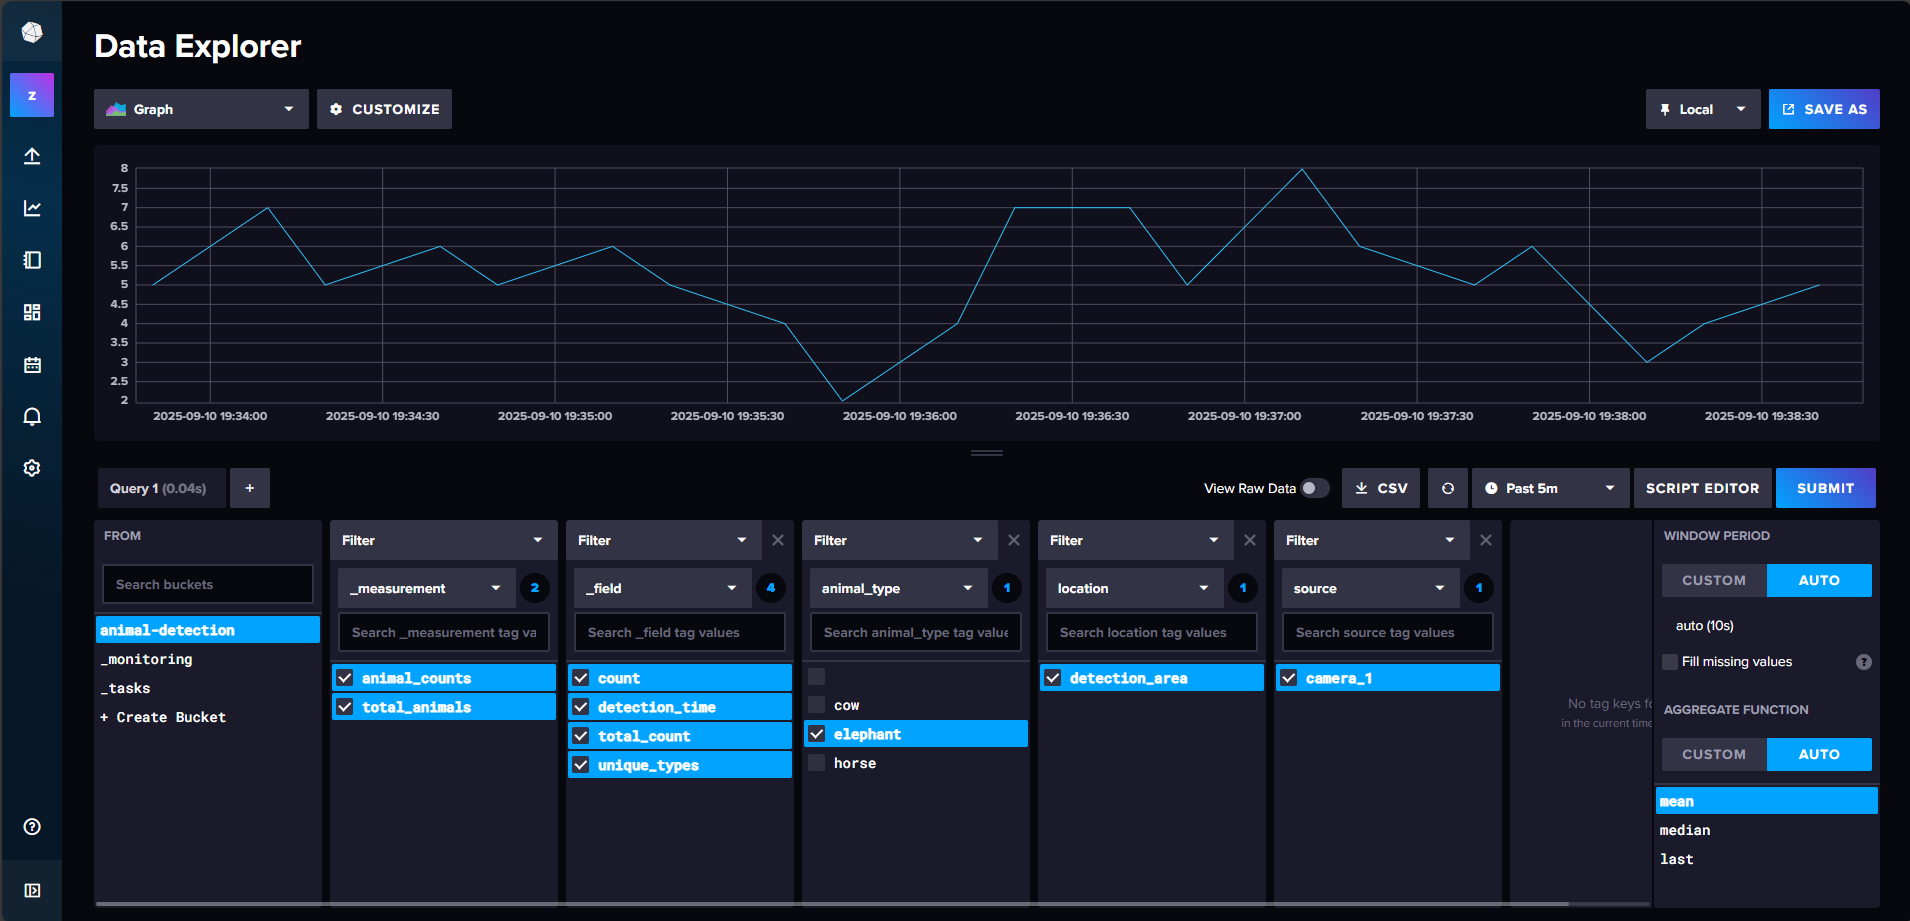 Data Explorer
z
Graph
CUSTOMIZE
Local
SAVE AS
8
7.5
7
6.5
6
5.5
5
4.5
4
3.5
3
2.5
2
2025-09-10 19:34:00
2025-09-10 19:34:30
2025-09-10 19:35:00
2025-09-10 19:35:30
2025-09-10 19:36:00
2025-09-10 19:36:30
2025-09-10 19:37:00
2025-09-10 19:37:30
2025-09-10 19:38:00
2025-09-10 19:38:30
Query 1 (0.04s)
+
View Raw Data
CSV
Past 5m
SCRIPT EDITOR
SUBMIT
FROM
Search buckets
animal-detection
_monitoring
_tasks
+ Create Bucket
Filter
_measurement
2
Search _measurement tag va
animal_counts
total_animals
Filter
_field
4
Search _field tag values
count
detection_time
total_count
unique_types
Filter
animal_type
1
Search animal_type tag value
cow
elephant
horse
Filter
location
1
Search location tag values
detection_area
Filter
source
1
Search source tag values
camera_1
No tag keys fo
in the current time
WINDOW PERIOD
CUSTOM
AUTO
auto (10s)
Fill missing values
?
AGGREGATE FUNCTION
CUSTOM
AUTO
mean
median
last